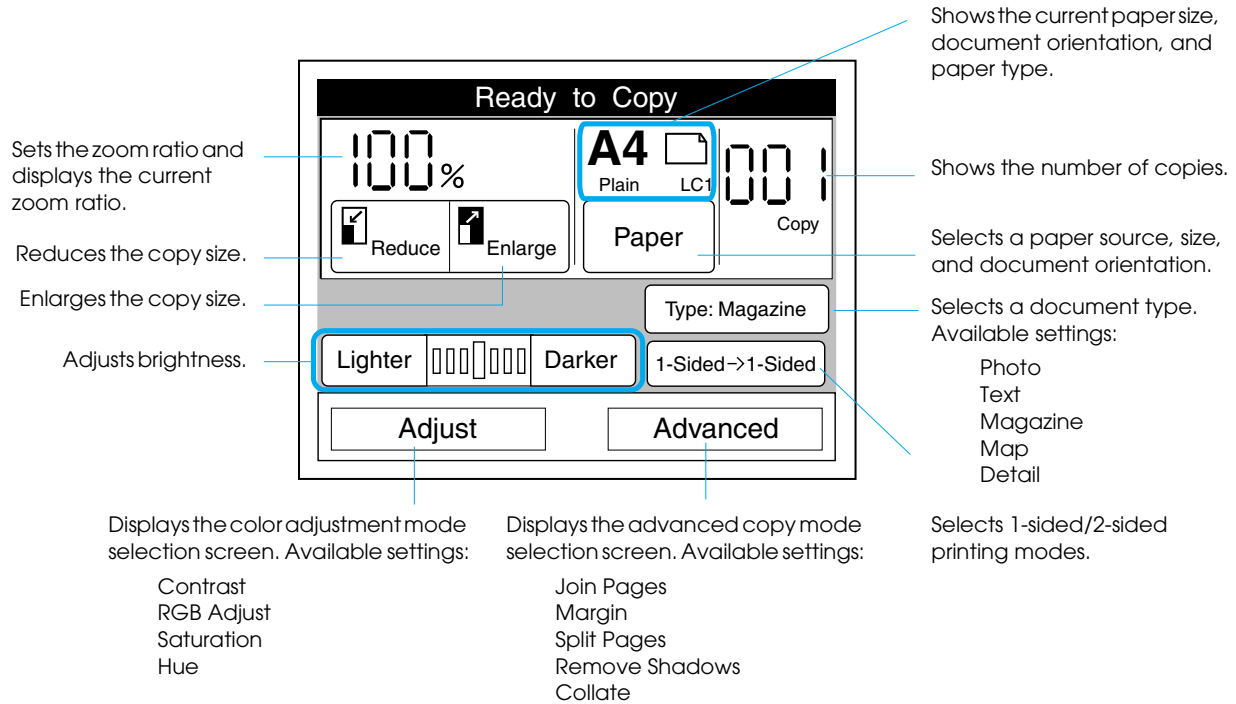 Shows the current paper size,
document orientation, and
paper type.
Ready to Copy
Sets the zoom ratio and
displays the current
zoom ratio.
100%
A4
Plain LC1
001
Copy
Shows the number of copies.
Reduce
Enlarge
Paper
Reduces the copy size.
Selects a paper source, size,
and document orientation.
Enlarges the copy size.
Type: Magazine
Selects a document type.
Available settings:
Photo
Text
Magazine
Map
Detail
Adjusts brightness.
Lighter
Darker
1-Sided->1-Sided
Adjust
Advanced
Displays the color adjustment mode
selection screen. Available settings:
Contrast
RGB Adjust
Saturation
Hue
Displays the advanced copy mode
selection screen. Available settings:
Join Pages
Margin
Split Pages
Remove Shadows
Collate
Selects 1-sided/2-sided
printing modes.